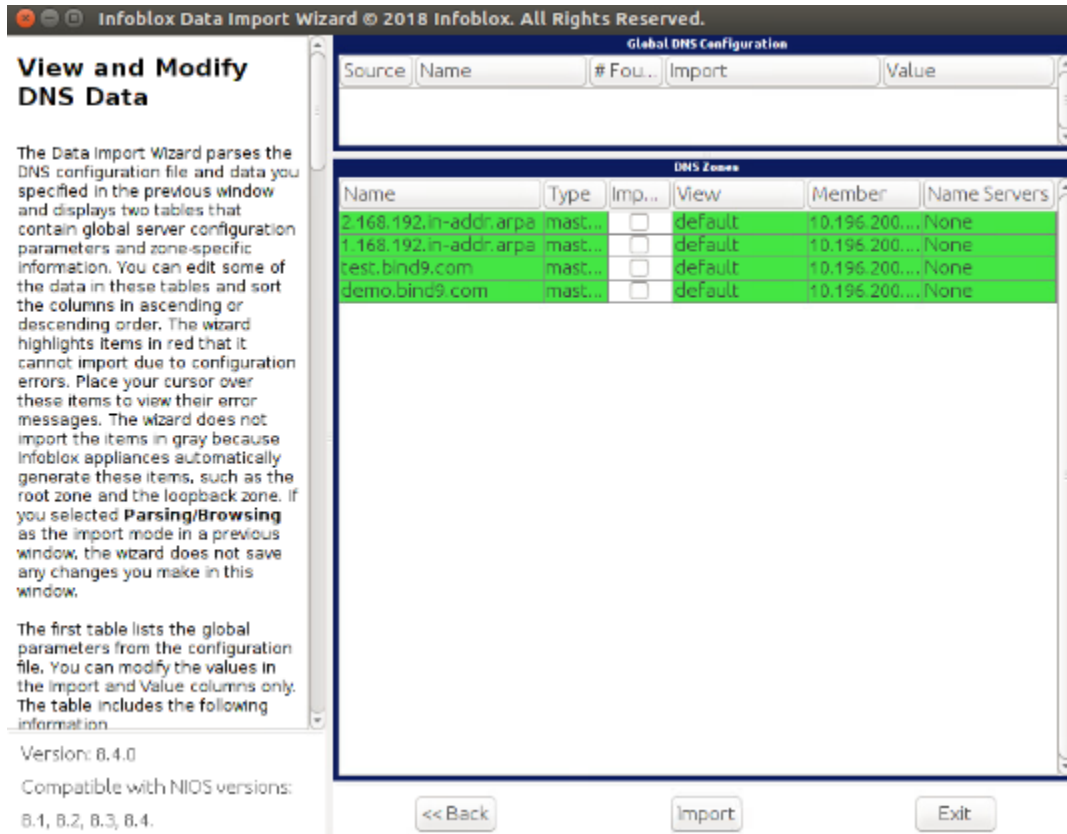 Infoblox Data Import Wizard © 2018 Infoblox. All Rights Reserved.
View and Modify
DNS Data
The Data Import Wizard parses the
DNS configuration file and data you
specified in the previous window
and displays two tables that
contain global server configuration
parameters and zone-specific
information. You can edit some of
the data in these tables and sort
the columns in ascending or
descending order. The wizard
highlights items in red that it
cannot import due to configuration
errors. Place your cursor over
these items to view their error
messages. The wizard does not
import the items in gray because
Infoblox appliances automatically
generate these items, such as the
root zone and the loopback zone. If
you selected Parsing/Browsing
as the import mode in a previous
window, the wizard does not save
any changes you make in this
window.
The first table lists the global
parameters from the configuration
file. You can modify the values in
the Import and Value columns only.
The table includes the following
information
Version: 8.4.0
Compatible with NIOS versions:
8.1, 8.2, 8.3, 8.4.
Global DNS Configuration
Source Name # Fou... Import Value
DNS Zones
Name Type Imp... View Member Name Servers
2.168.192.in-addr.arpa mast... default 10.196.200.... None
1.168.192.in-addr.arpa mast... default 10.196.200.... None
test.bind9.com mast... default 10.196.200.... None
demo.bind9.com mast... default 10.196.200.... None
<< Back Import Exit